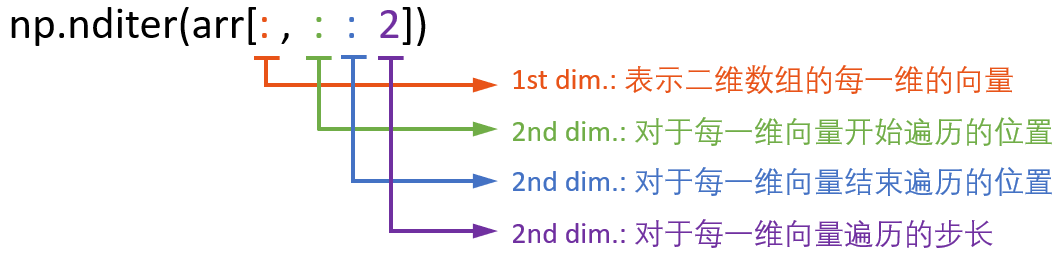 np.nditer(arr[:, : : 2])
1st dim.: 表示二维数组的每一维的向量
2nd dim.: 对于每一维向量开始遍历的位置
2nd dim.: 对于每一维向量结束遍历的位置
2nd dim.: 对于每一维向量遍历的步长